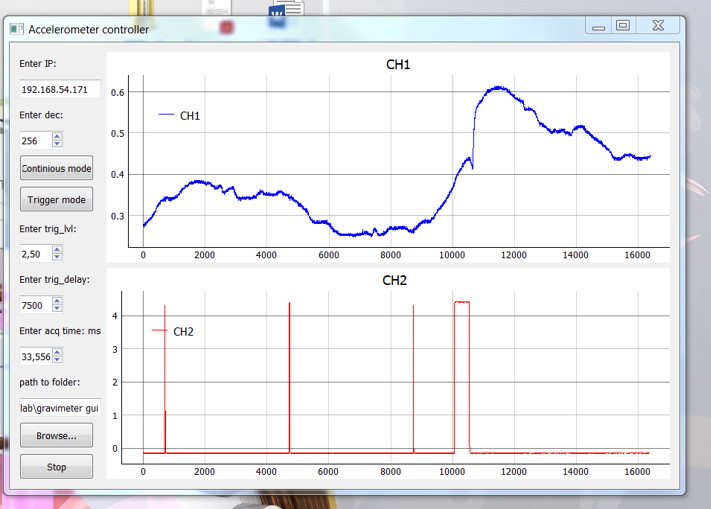 Accelerometer controller
Enter IP:
192.168.54.171
Enter dec:
256
Continious mode
Trigger mode
Enter trig_lvl:
2,50
Enter trig_delay:
7500
Enter acq time: ms
33,556
path to folder:
lab\gravimeter gui
Browse...
Stop
CH1
CH1
0.6
0.5
0.4
0.3
0 2000 4000 6000 8000 10000 12000 14000 16000
CH2
CH2
4
3
2
1
0
0 2000 4000 6000 8000 10000 12000 14000 16000